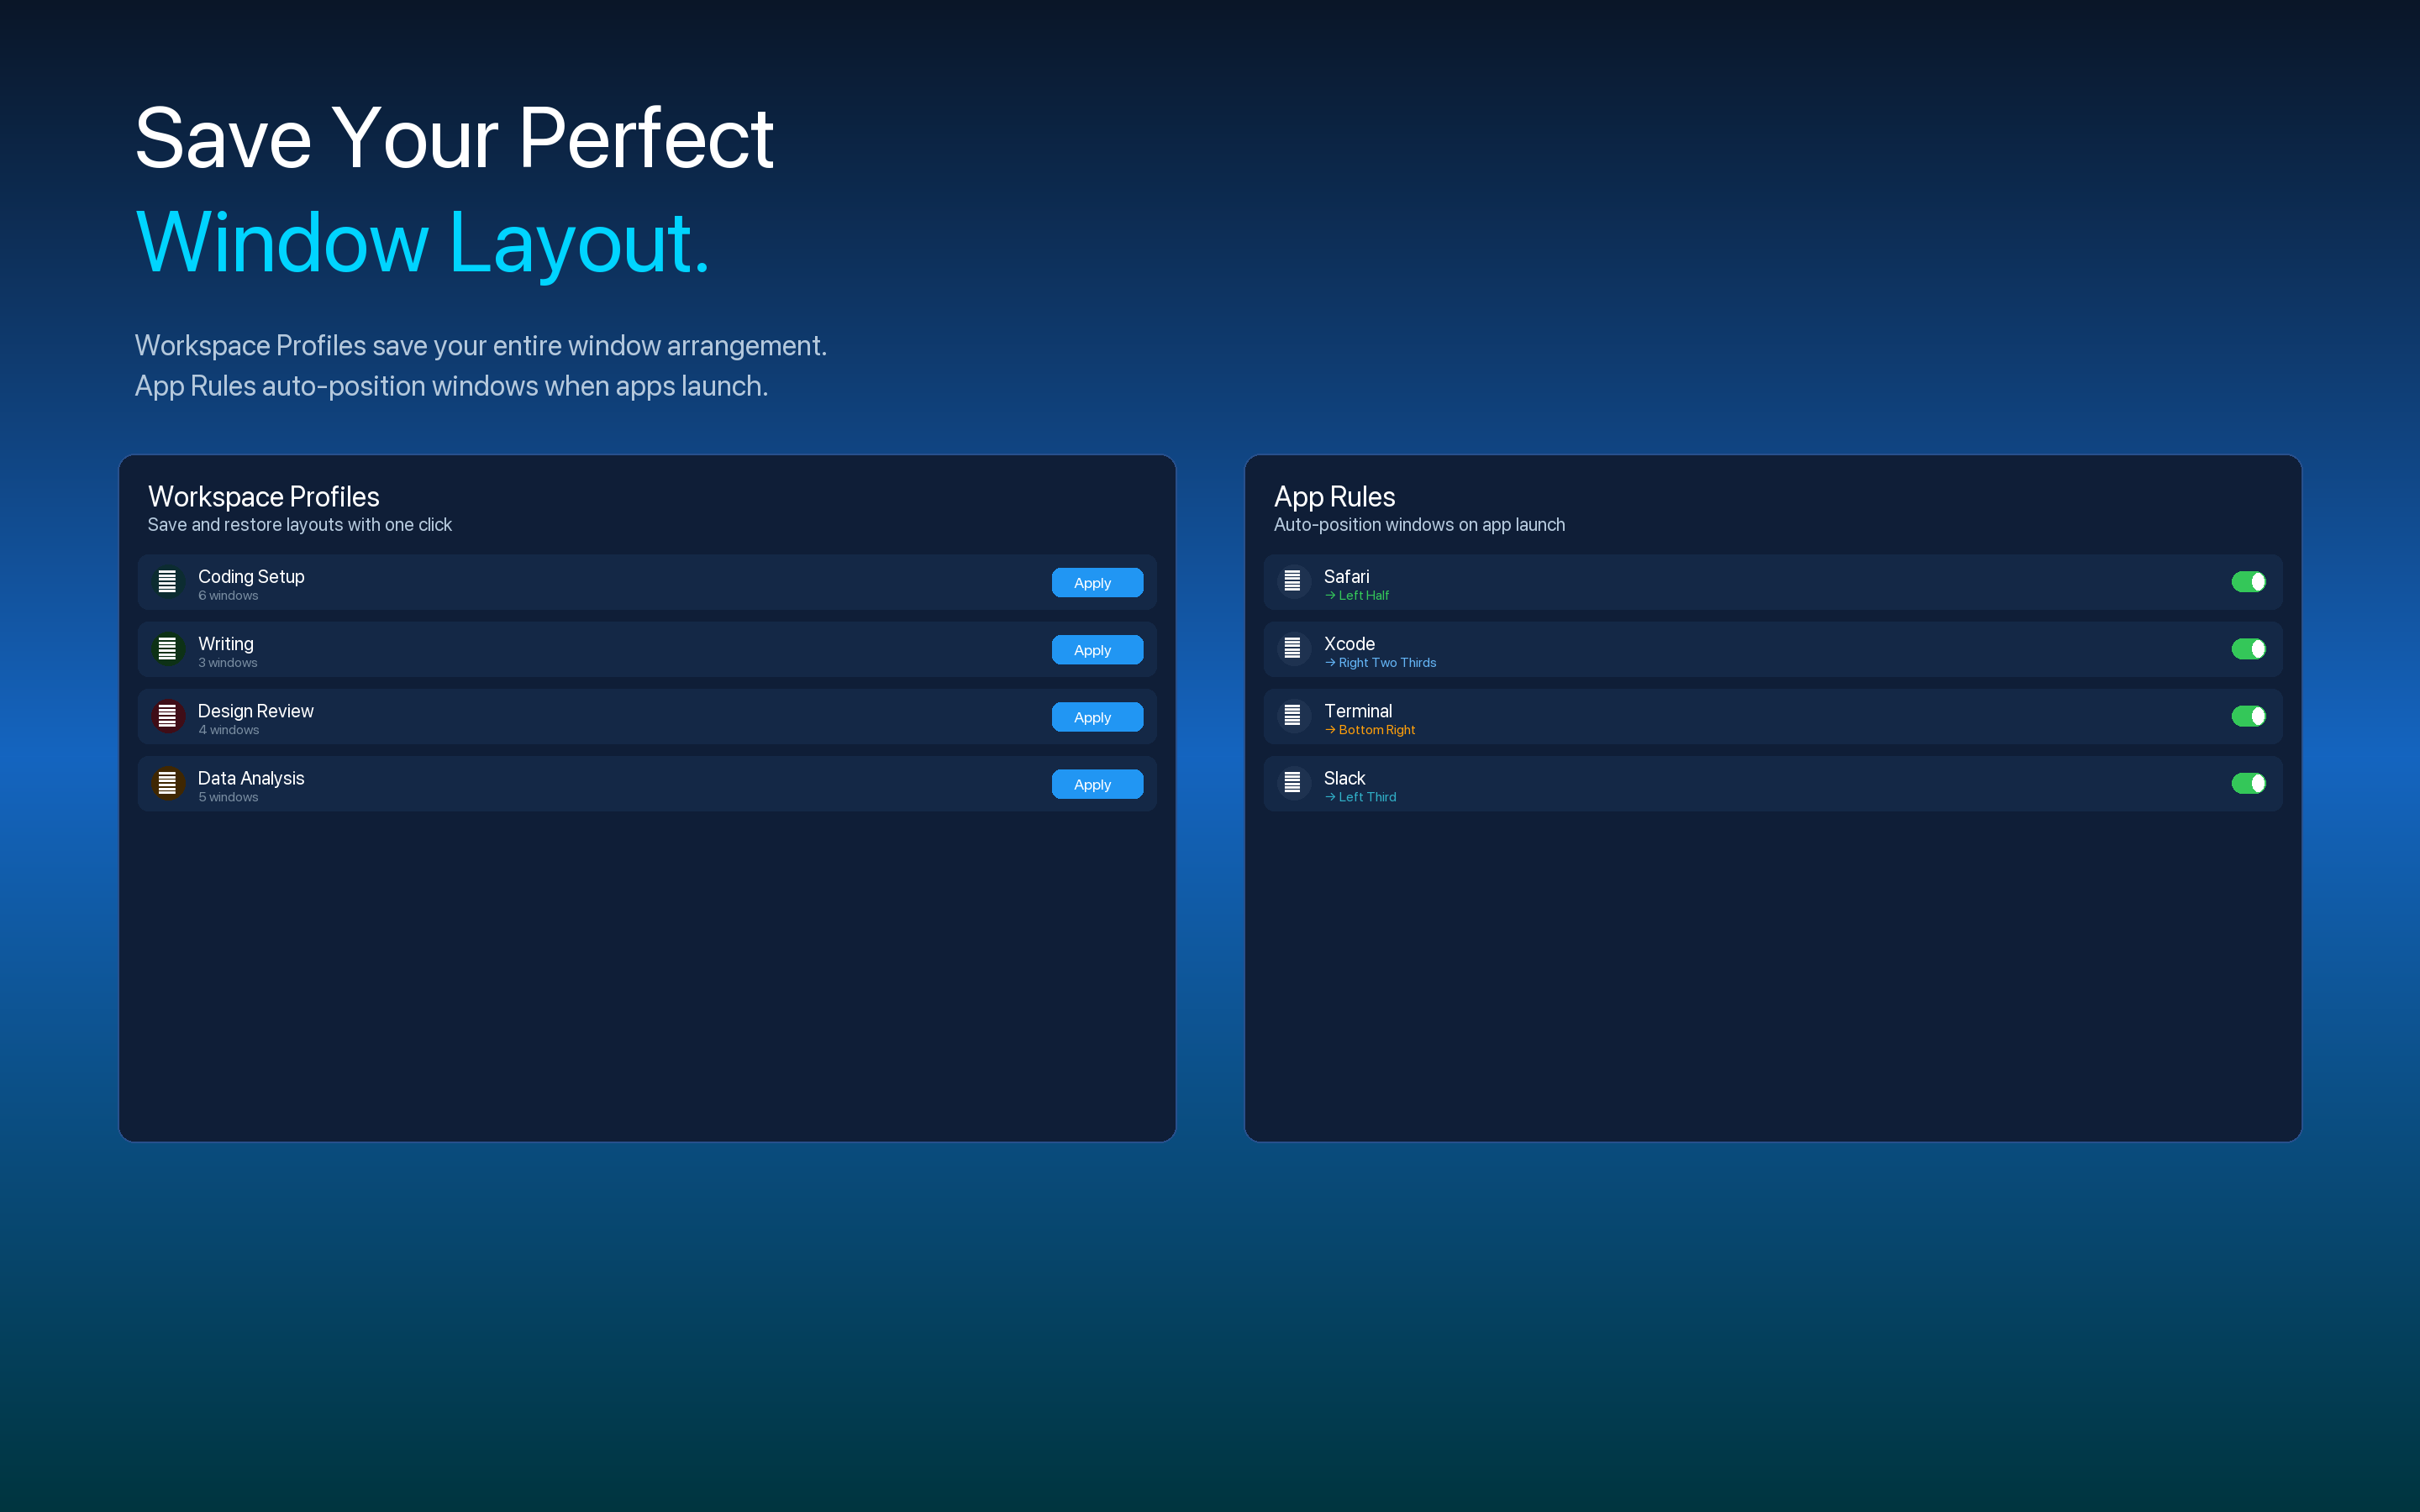 Save Your Perfect
Window Layout.
Workspace Profiles save your entire window arrangement.
App Rules auto-position windows when apps launch.
Workspace Profiles
Save and restore layouts with one click
Coding Setup
6 windows
Apply
Writing
3 windows
Apply
Design Review
4 windows
Apply
Data Analysis
5 windows
Apply
App Rules
Auto-position windows on app launch
Safari
→ Left Half
Xcode
→ Right Two Thirds
Terminal
→ Bottom Right
Slack
→ Left Third